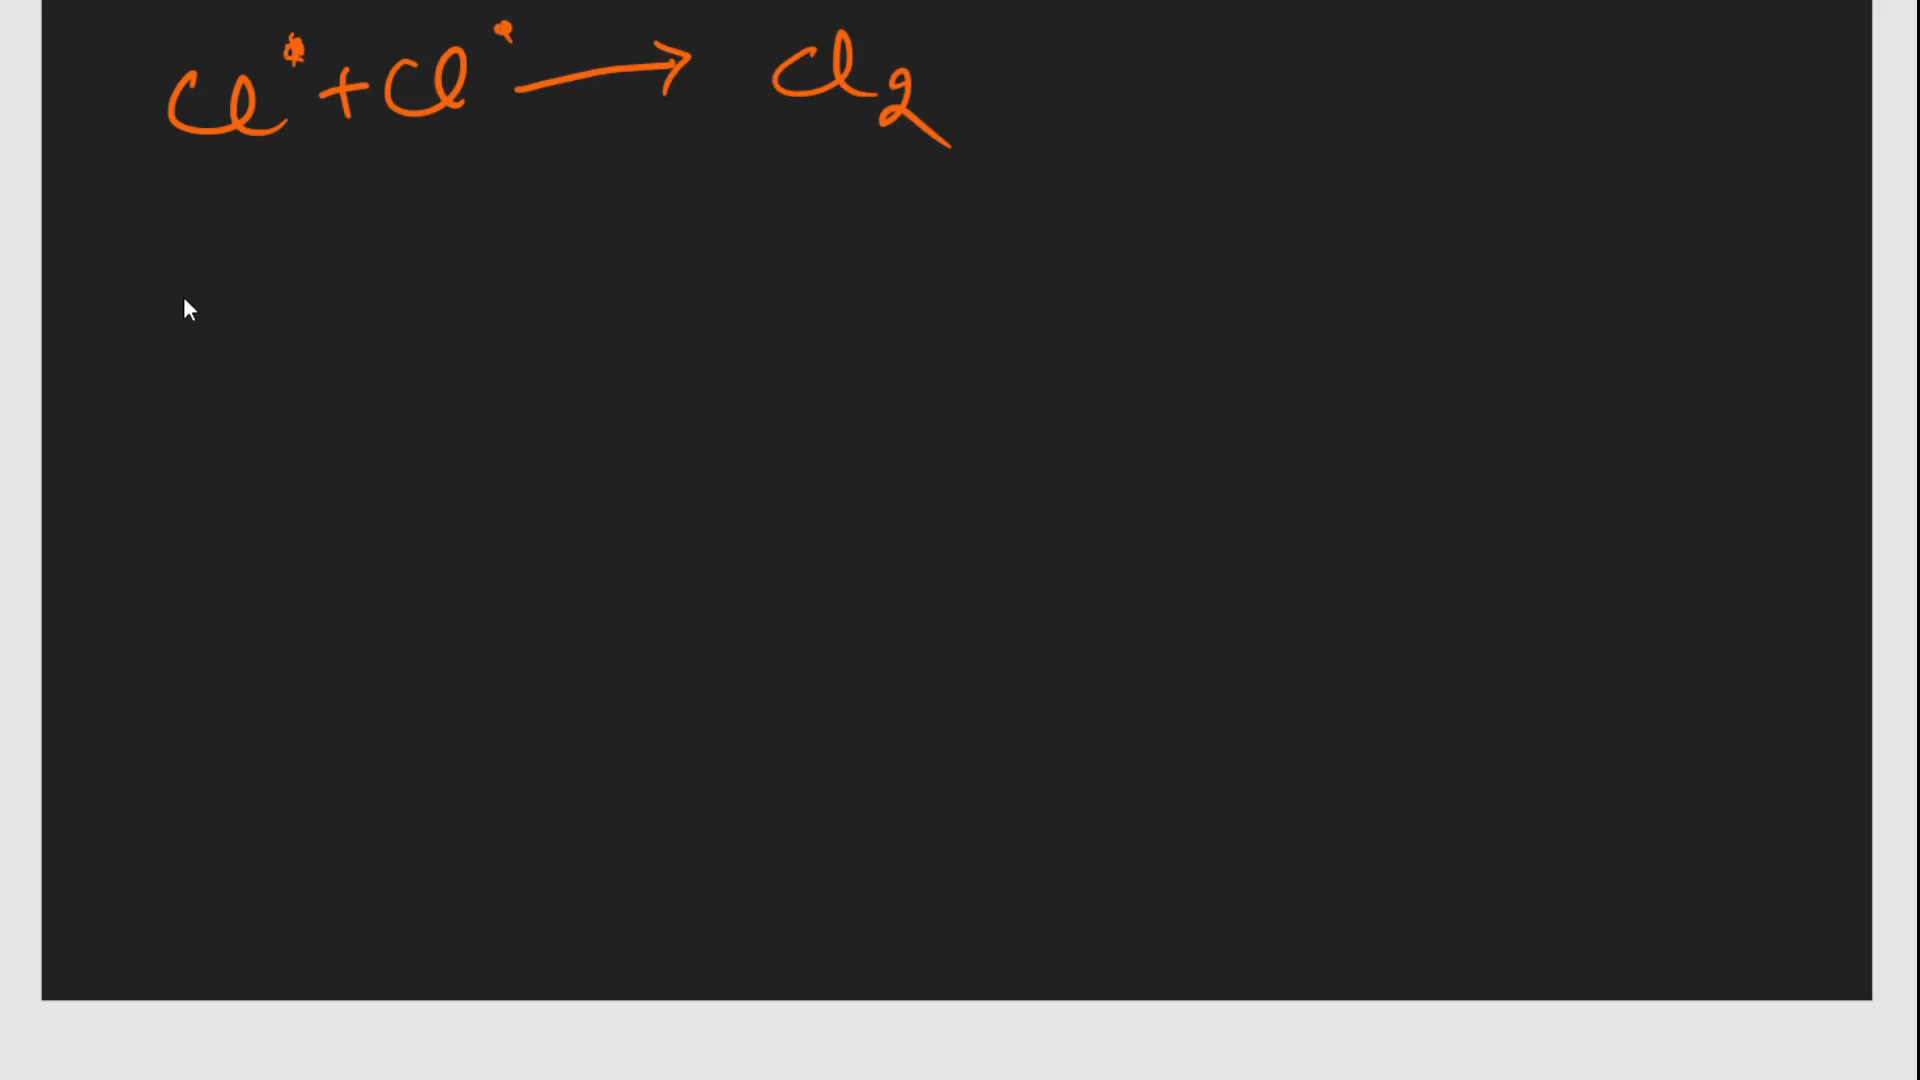 Cl• + Cl• → Cl2